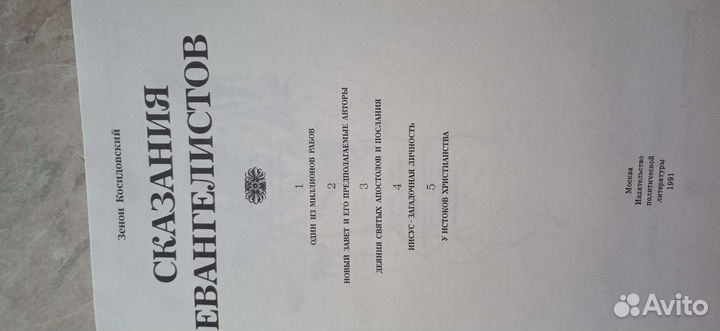 Зенон Косидовский
СКАЗАНИЯ
ЕВАНГЕЛИСТОВ
1
ОДИН ИЗ МИЛЛИОНОВ РАБОВ
2
НОВЫЙ ЗАВЕТ И ЕГО ПРЕДПОЛАГАЕМЫЕ АВТОРЫ
3
ДЕЯНИЯ СВЯТЫХ АПОСТОЛОВ И ПОСЛАНИЯ
4
ИИСУС - ЗАГАДОЧНАЯ ЛИЧНОСТЬ
5
У ИСТОКОВ ХРИСТИАНСТВА
Москва
Издательство
политической
литературы
1991
Avito